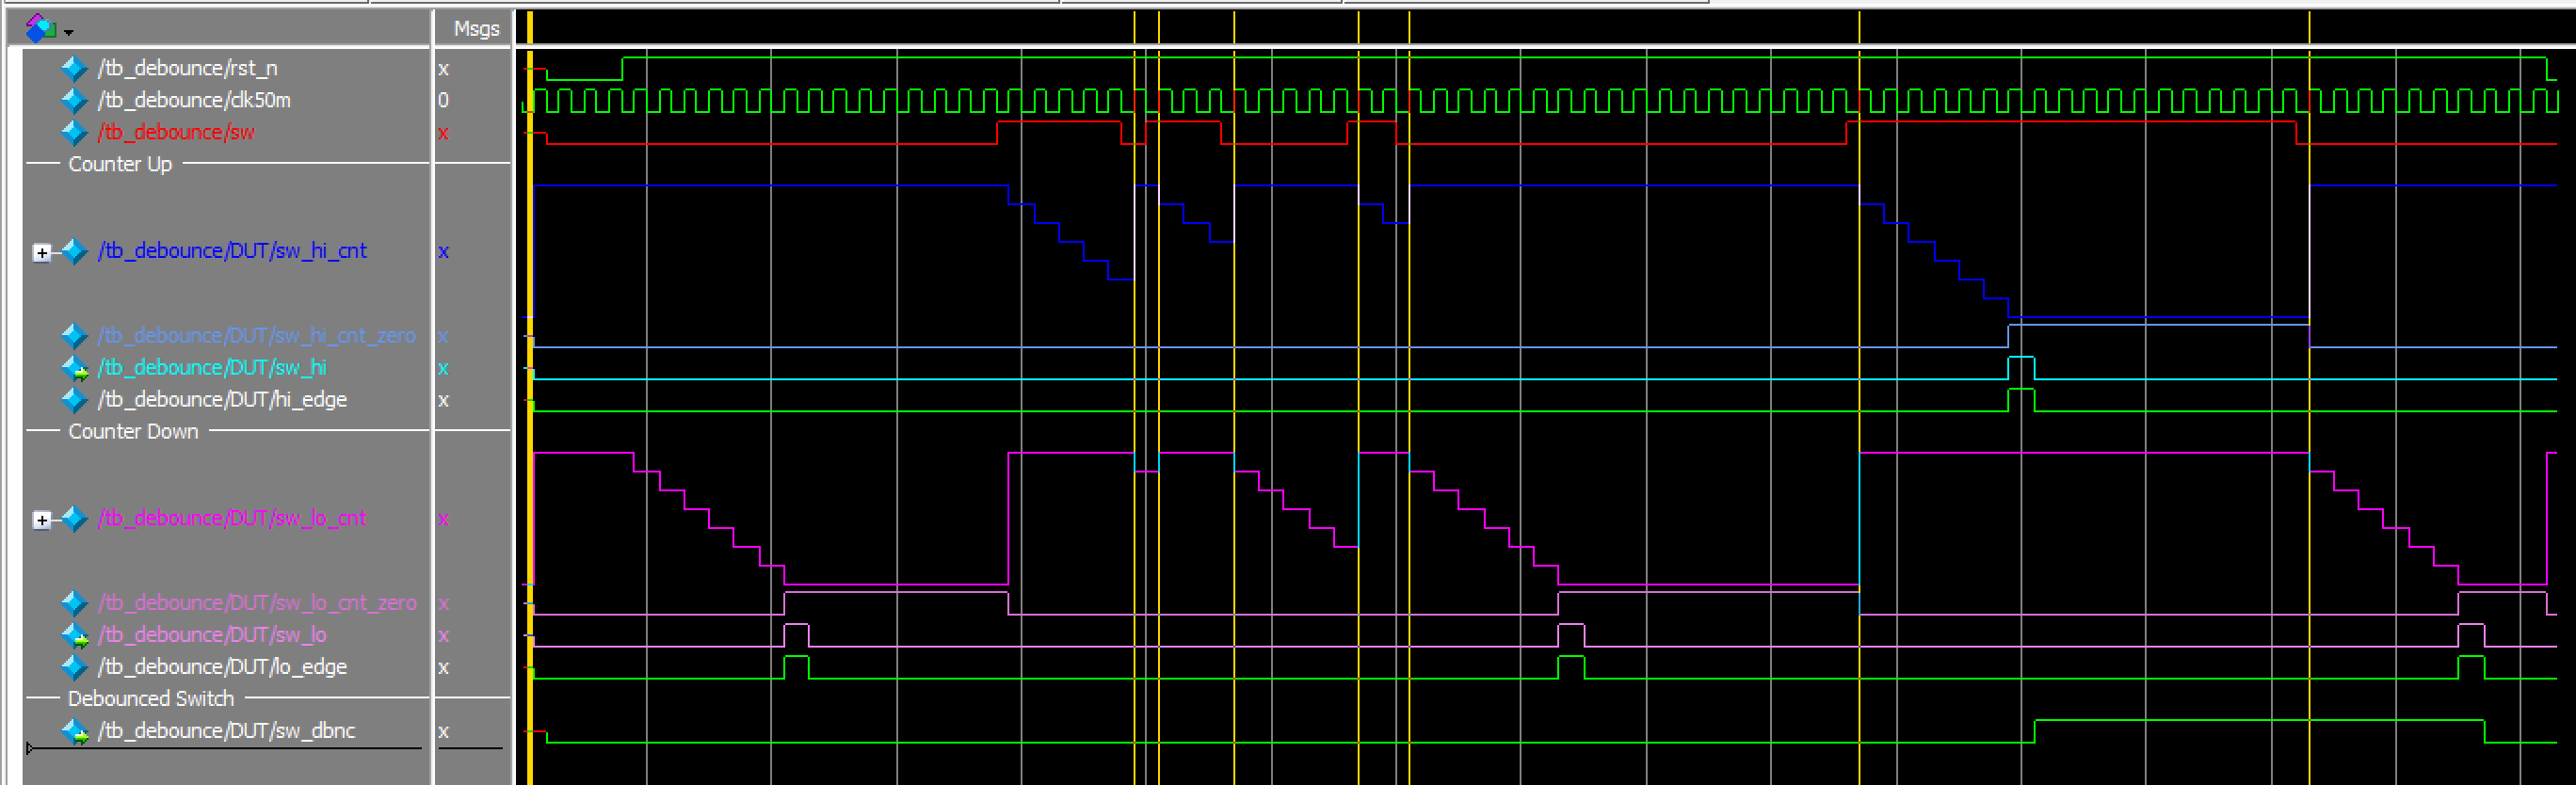 Msgs
/tb_debounce/rst_n x
/tb_debounce/clk50m 0
/tb_debounce/sw x
Counter Up
/tb_debounce/DUT/sw_hi_cnt x
/tb_debounce/DUT/sw_hi_cnt_zero x
/tb_debounce/DUT/sw_hi x
/tb_debounce/DUT/hi_edge x
Counter Down
/tb_debounce/DUT/sw_lo_cnt x
/tb_debounce/DUT/sw_lo_cnt_zero x
/tb_debounce/DUT/sw_lo x
/tb_debounce/DUT/lo_edge x
Debounced Switch
/tb_debounce/DUT/sw_dbnc x